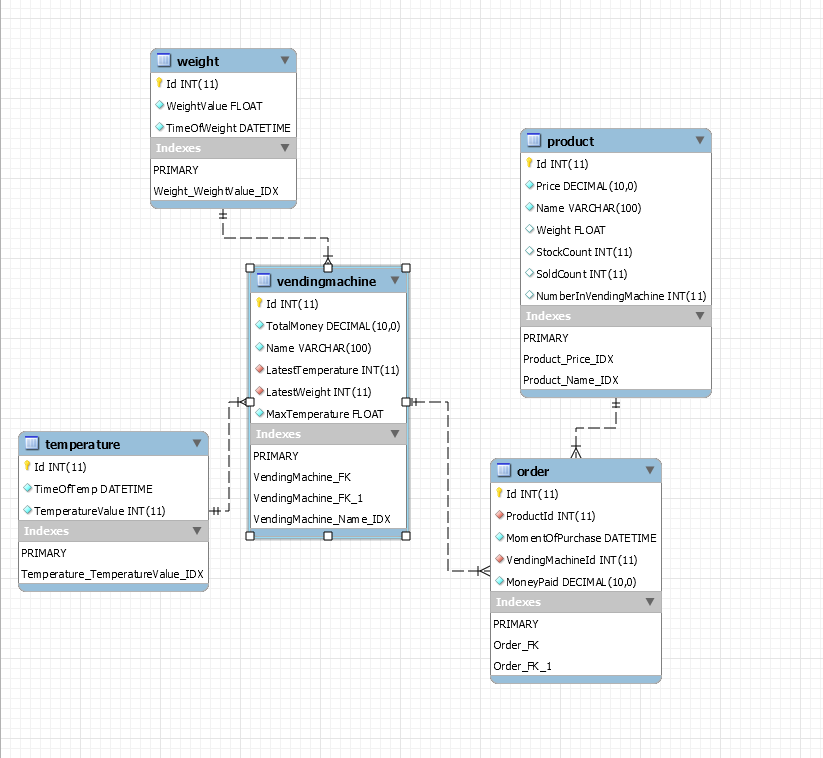 weight
Id INT(11)
WeightValue FLOAT
TimeOfWeight DATETIME
Indexes
PRIMARY
Weight_WeightValue_IDX
product
Id INT(11)
Price DECIMAL(10,0)
Name VARCHAR(100)
Weight FLOAT
StockCount INT(11)
SoldCount INT(11)
NumberInVendingMachine INT(11)
Indexes
PRIMARY
Product_Price_IDX
Product_Name_IDX
vendingmachine
Id INT(11)
TotalMoney DECIMAL(10,0)
Name VARCHAR(100)
LatestTemperature INT(11)
LatestWeight INT(11)
MaxTemperature FLOAT
Indexes
PRIMARY
VendingMachine_FK
VendingMachine_FK_1
VendingMachine_Name_IDX
temperature
Id INT(11)
TimeOfTemp DATETIME
TemperatureValue INT(11)
Indexes
PRIMARY
Temperature_TemperatureValue_IDX
order
Id INT(11)
ProductId INT(11)
MomentOfPurchase DATETIME
VendingMachineId INT(11)
MoneyPaid DECIMAL(10,0)
Indexes
PRIMARY
Order_FK
Order_FK_1